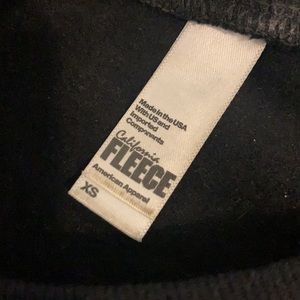 Made in the USA
With US and
Imported
Components
California
FLEECE
American Apparel
XS